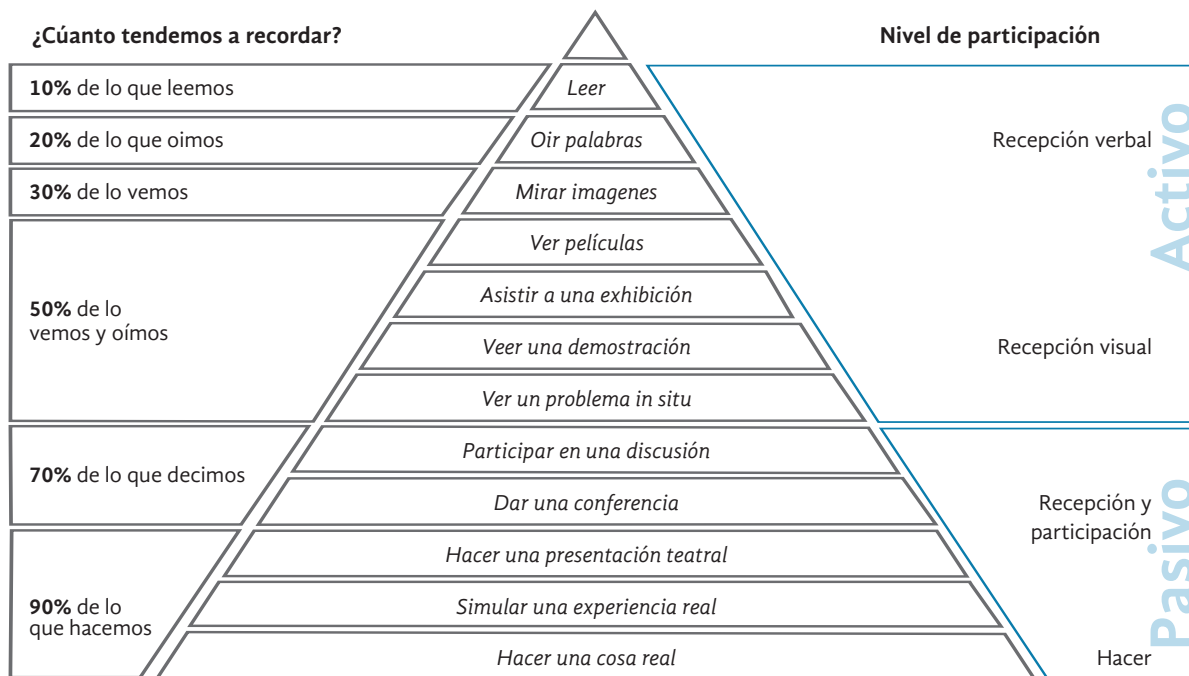 ¿Cúanto tendemos a recordar?
Nivel de participación
10% de lo que leemos
Leer
20% de lo que oimos
Oir palabras
Recepción verbal
30% de lo vemos
Mirar imagenes
Activo
Ver películas
50% de lo
vemos y oímos
Asistir a una exhibición
Veer una demostración
Recepción visual
Ver un problema in situ
70% de lo que decimos
Participar en una discusión
Dar una conferencia
Recepción y
participación
Pasivo
90% de lo
que hacemos
Hacer una presentación teatral
Simular una experiencia real
Hacer una cosa real
Hacer